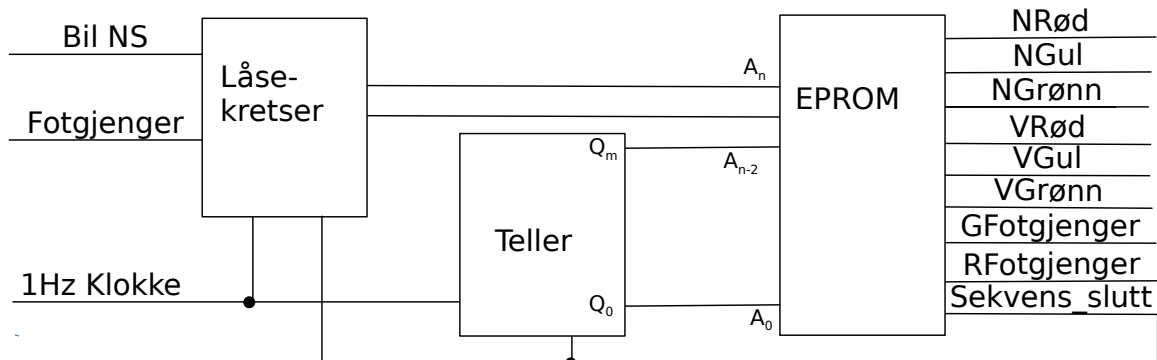 Bil NS
Fotgjenger
1Hz Klokke
Låse-
kretser
Teller
Qm
Q0
An
An-2
A0
EPROM
NRød
NGul
NGrønn
VRød
VGul
VGrønn
GFotgjenger
RFotgjenger
Sekvens_slutt